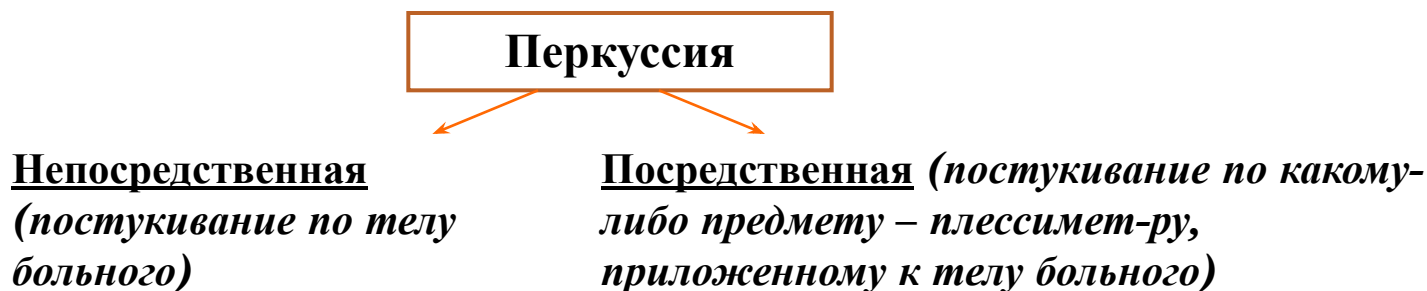 Перкуссия
Непосредственная
(постукивание по телу
больного)
Посредственная (постукивание по какому-
либо предмету – плессимет-ру,
приложенному к телу больного)